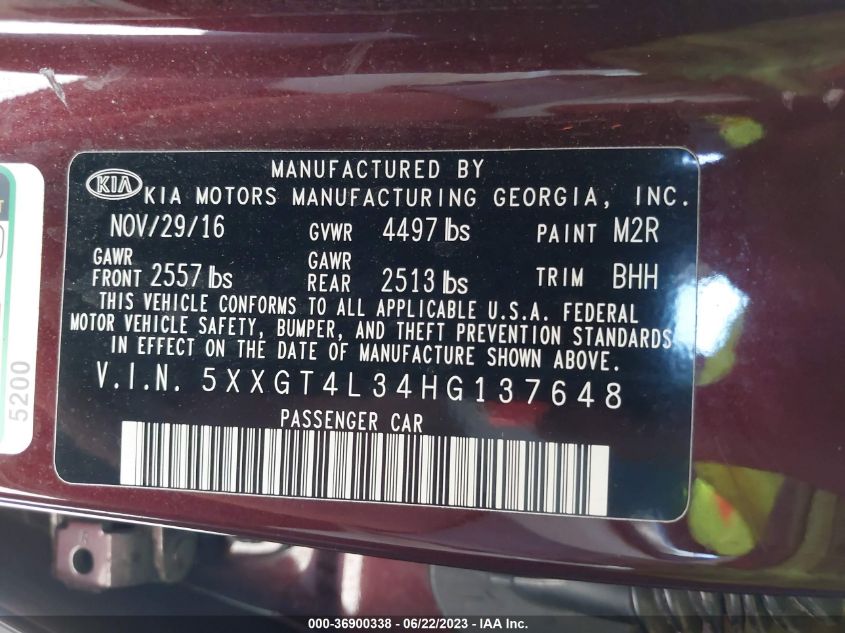 MANUFACTURED BY
KIA KIA MOTORS MANUFACTURING GEORGIA, INC.
NOV/29/16 GVWR 4497 lbs PAINT M2R
GAWR FRONT 2557 lbs GAWR REAR 2513 lbs TRIM BHH
THIS VEHICLE CONFORMS TO ALL APPLICABLE U.S.A. FEDERAL
MOTOR VEHICLE SAFETY, BUMPER, AND THEFT PREVENTION STANDARDS
IN EFFECT ON THE DATE OF MANUFACTURE SHOWN ABOVE.
V.I.N. 5XXGT4L34HG137648
PASSENGER CAR
5200
000-36900338 - 06/22/2023 - IAA Inc.